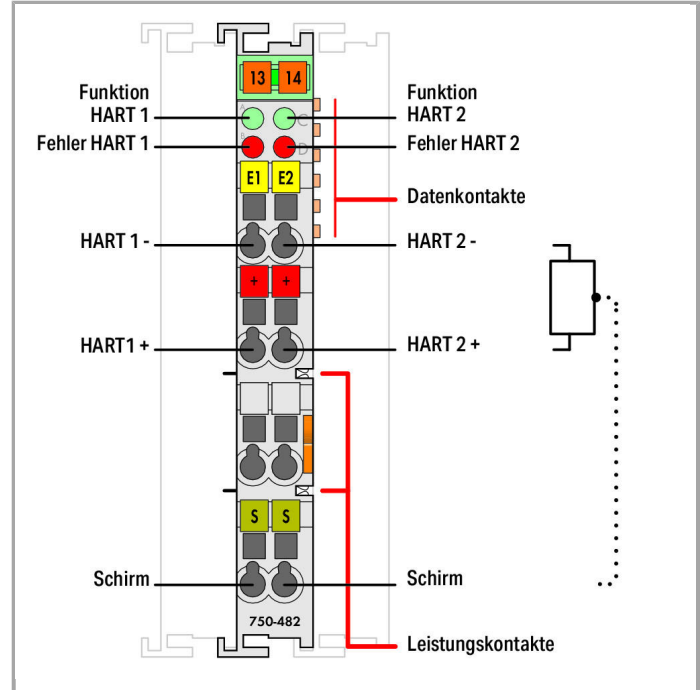 13 14
Funktion
HART 1
Funktion
HART 2
A
C
Fehler HART 1
Fehler HART 2
B
D
E1 E2
Datenkontakte
HART 1 -
HART 2 -
+ +
HART1 +
HART 2 +
S S
Schirm
Schirm
750-482
Leistungskontakte